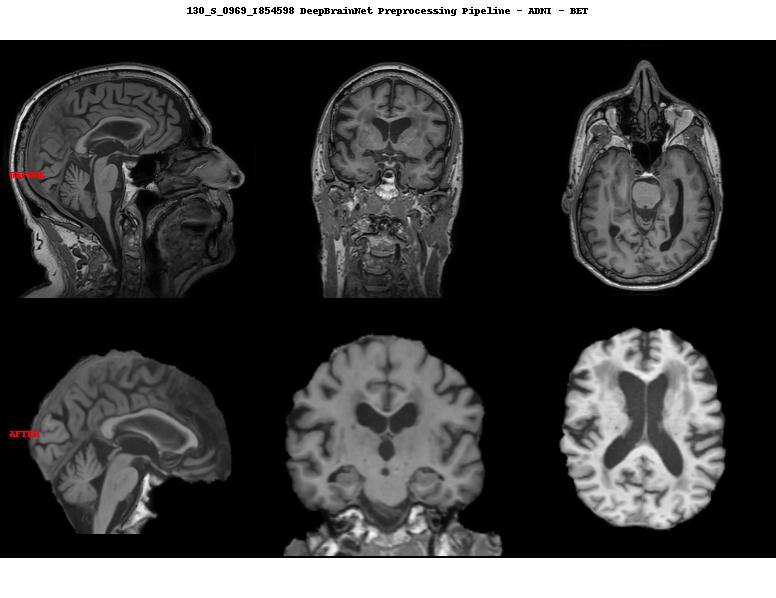 130_S_0969_I854598 DeepBrainNet Preprocessing Pipeline - ADNI - BET
BEFORE
AFTER